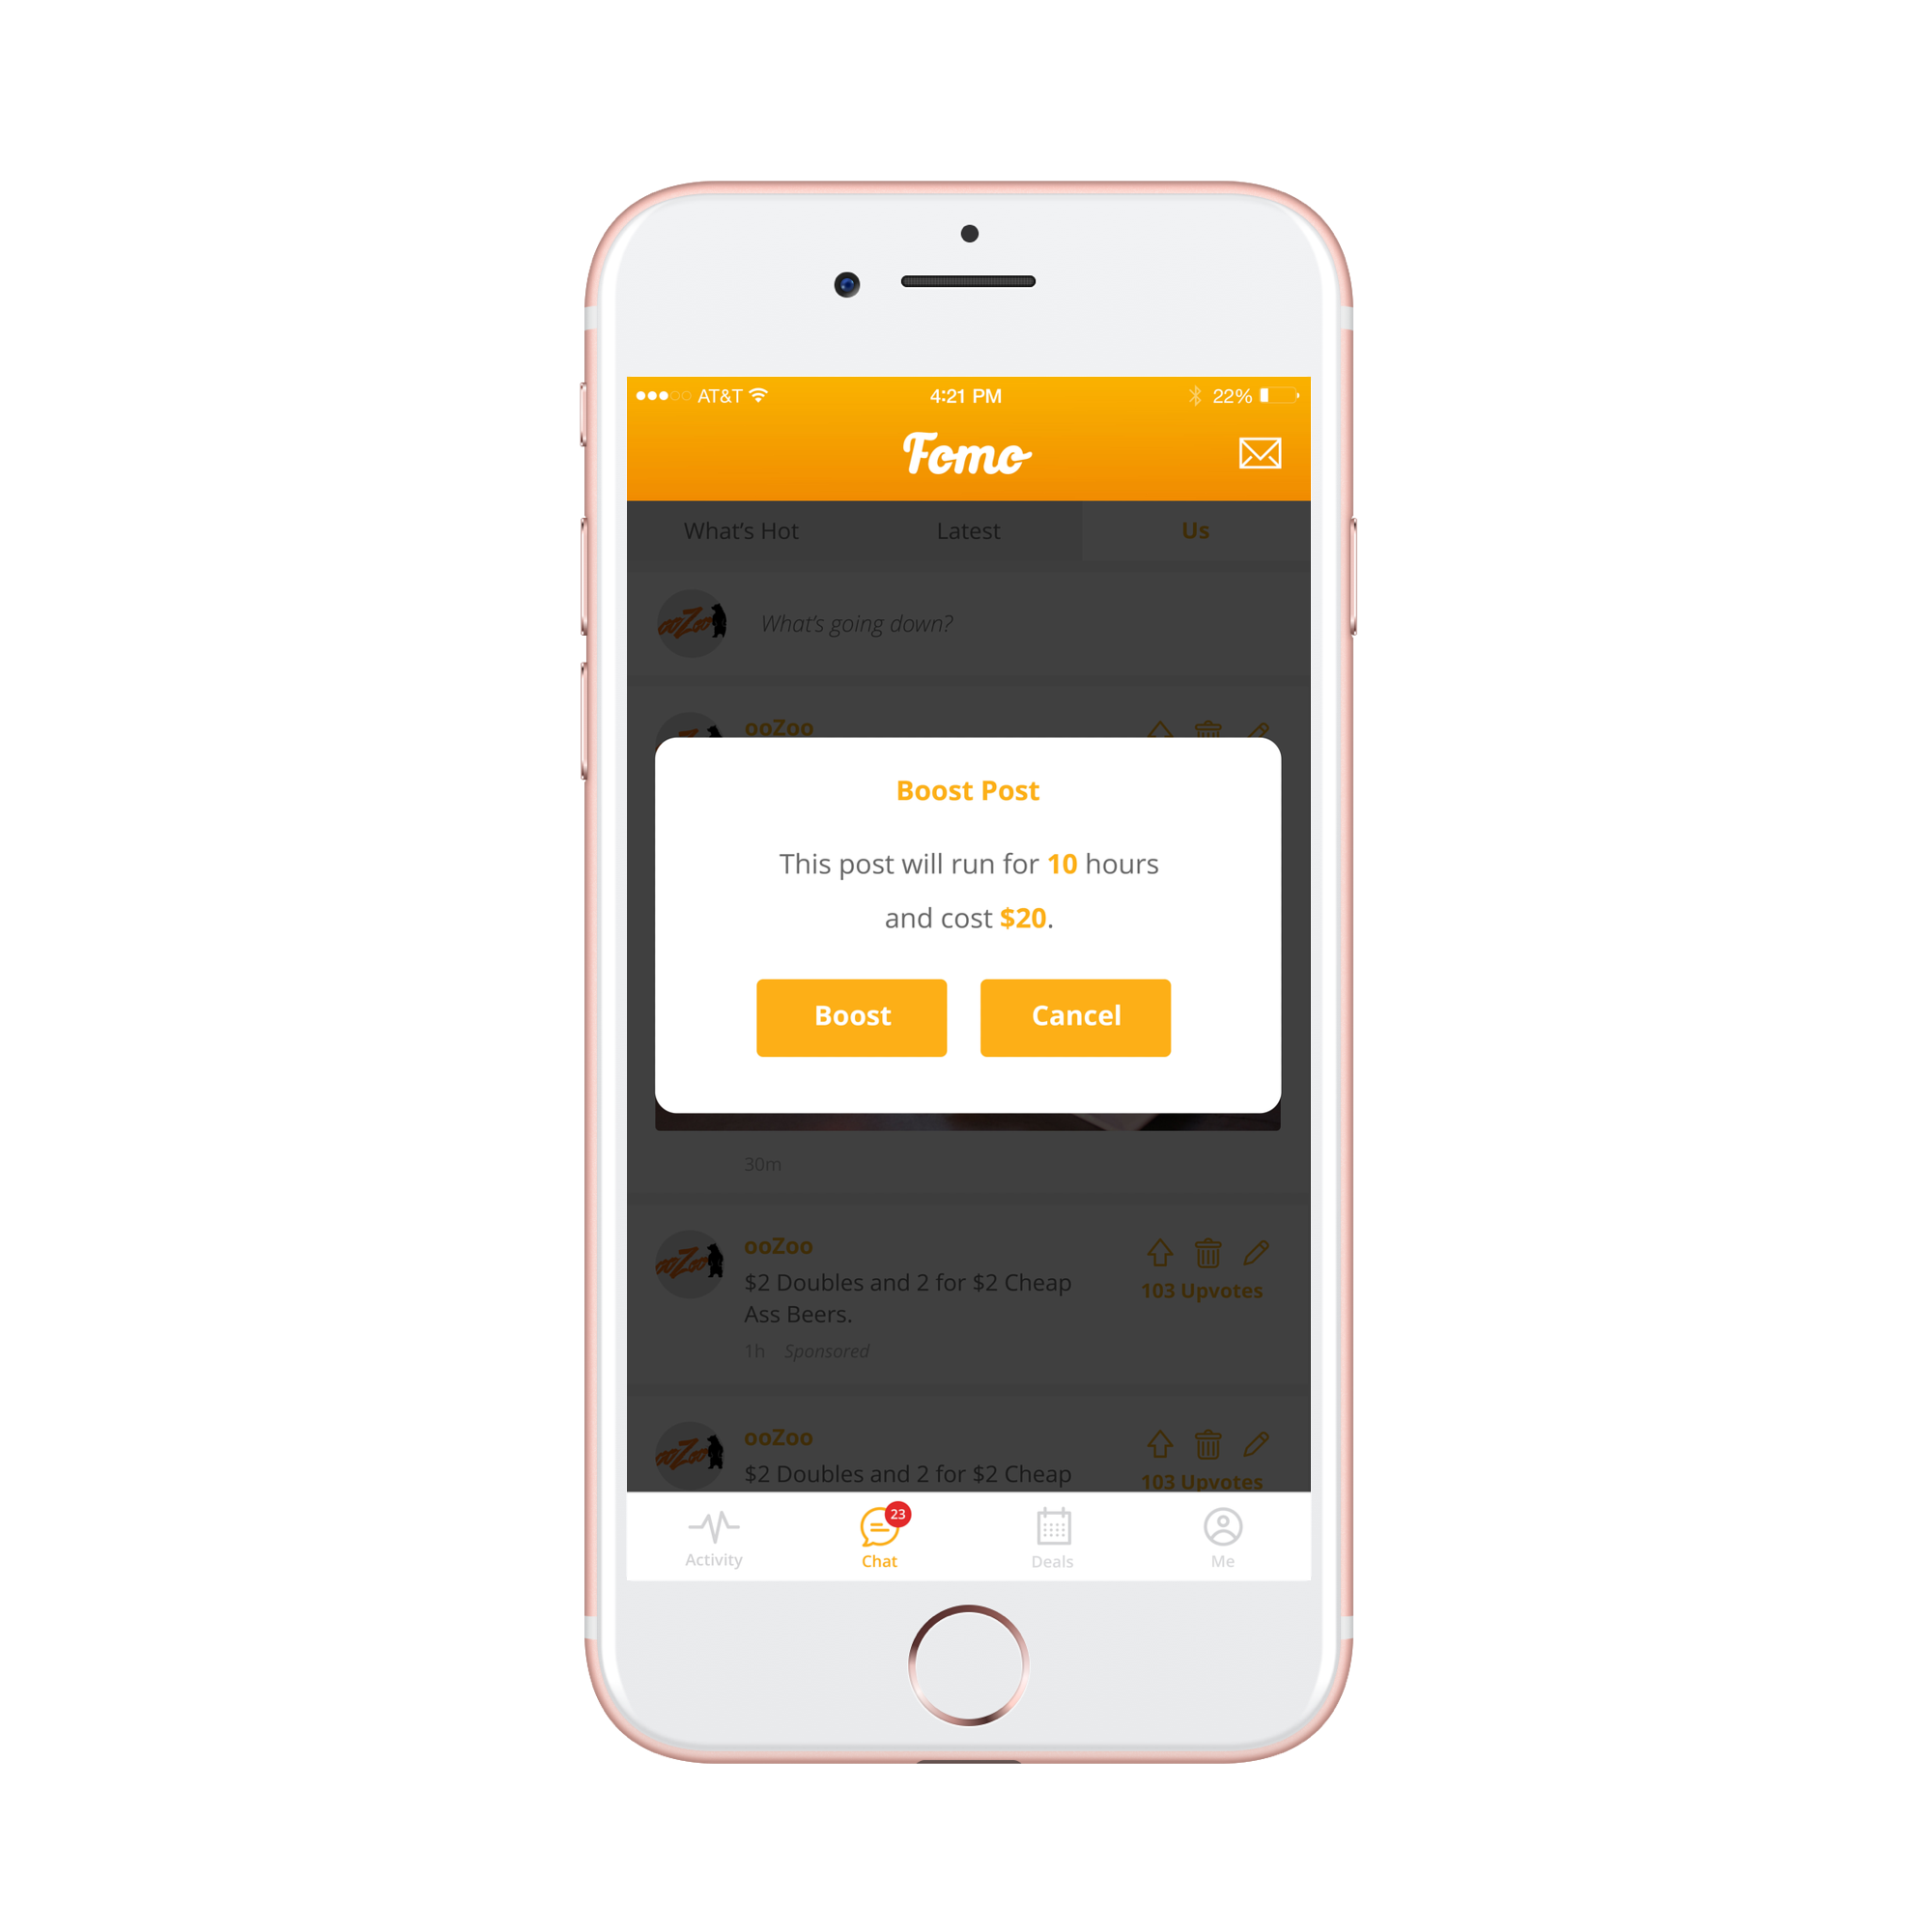 AT&T 4:21 PM 22%
Fomo
What's Hot Latest Us
ooZoo What's going down?
ooZoo
Boost Post
This post will run for 10 hours
and cost $20.
Boost Cancel
30m
ooZoo
ooZoo
$2 Doubles and 2 for $2 Cheap
Ass Beers.
103 Upvotes
1h Sponsored
ooZoo
ooZoo
$2 Doubles and 2 for $2 Cheap
103 Upvotes
23
Activity Chat Deals Me